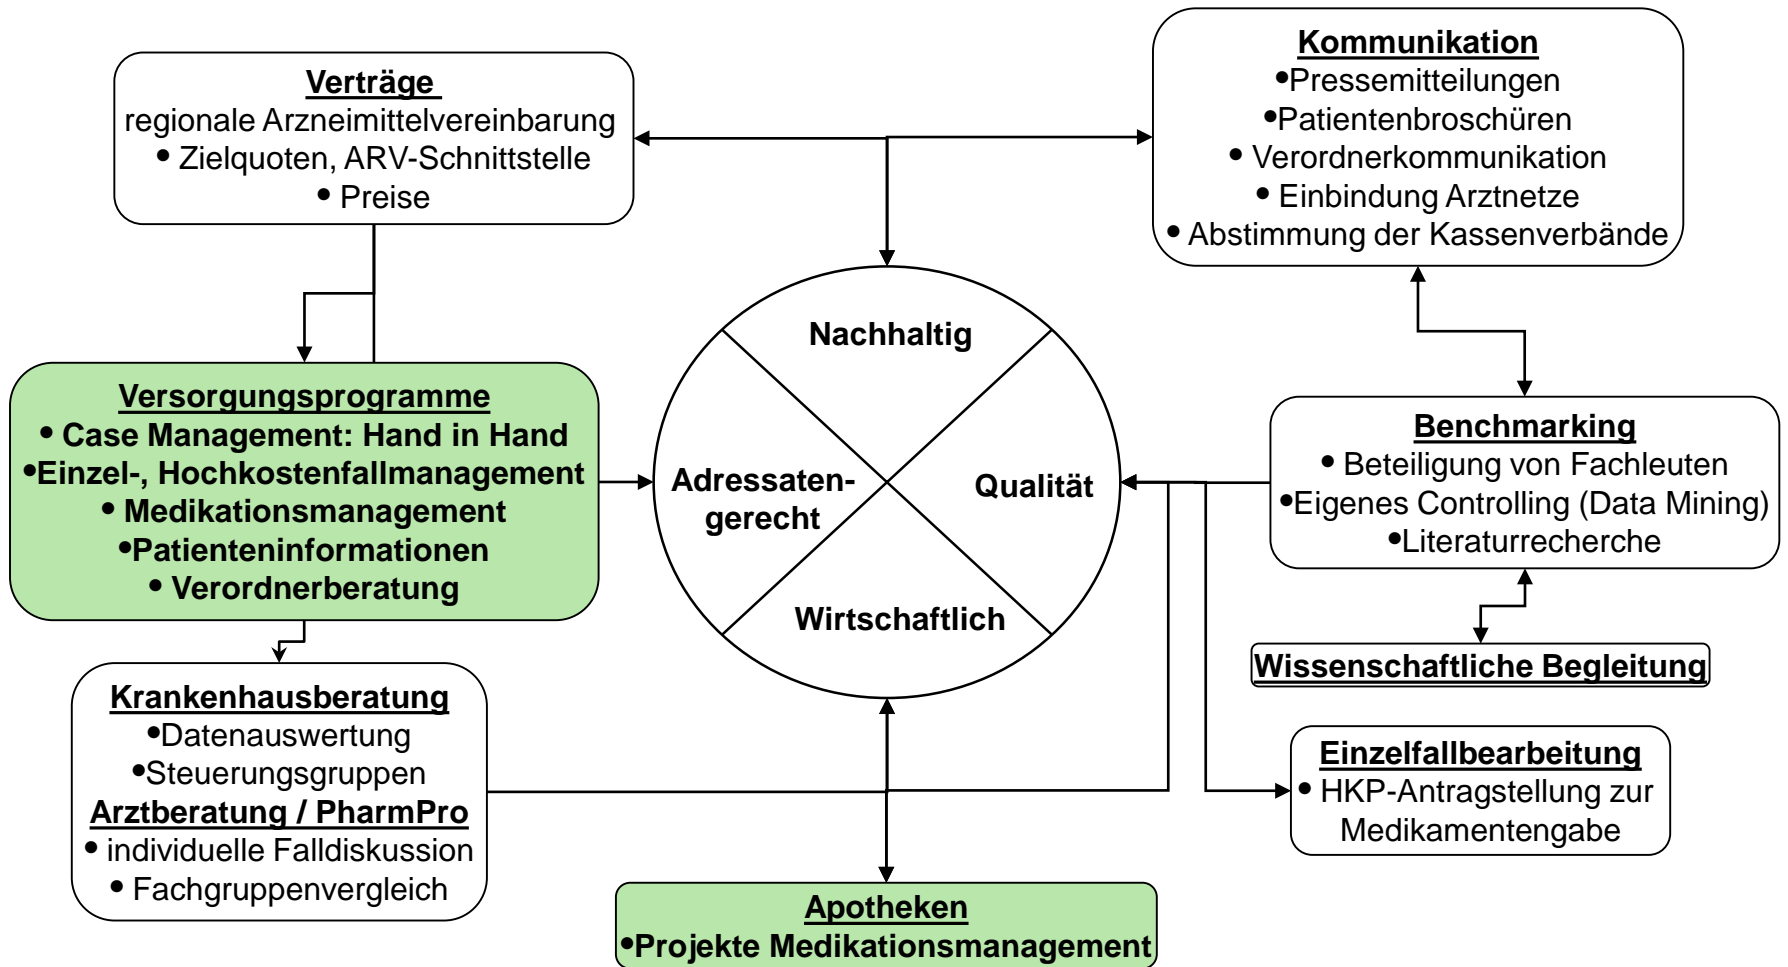 Verträge
regionale Arzneimittelvereinbarung
• Zielquoten, ARV-Schnittstelle
• Preise
Kommunikation
•Pressemitteilungen
•Patientenbroschüren
• Verordnerkommunikation
• Einbindung Arztnetze
• Abstimmung der Kassenverbände
Versorgungsprogramme
• Case Management: Hand in Hand
•Einzel-, Hochkostenfallmanagement
• Medikationsmanagement
•Patienteninformationen
• Verordnerberatung
Nachhaltig
Adressaten-
gerecht
Qualität
Wirtschaftlich
Benchmarking
• Beteiligung von Fachleuten
•Eigenes Controlling (Data Mining)
•Literaturrecherche
Wissenschaftliche Begleitung
Krankenhausberatung
•Datenauswertung
•Steuerungsgruppen
Arztberatung / PharmPro
• individuelle Falldiskussion
• Fachgruppenvergleich
Einzelfallbearbeitung
• HKP-Antragstellung zur
Medikamentengabe
Apotheken
•Projekte Medikationsmanagement